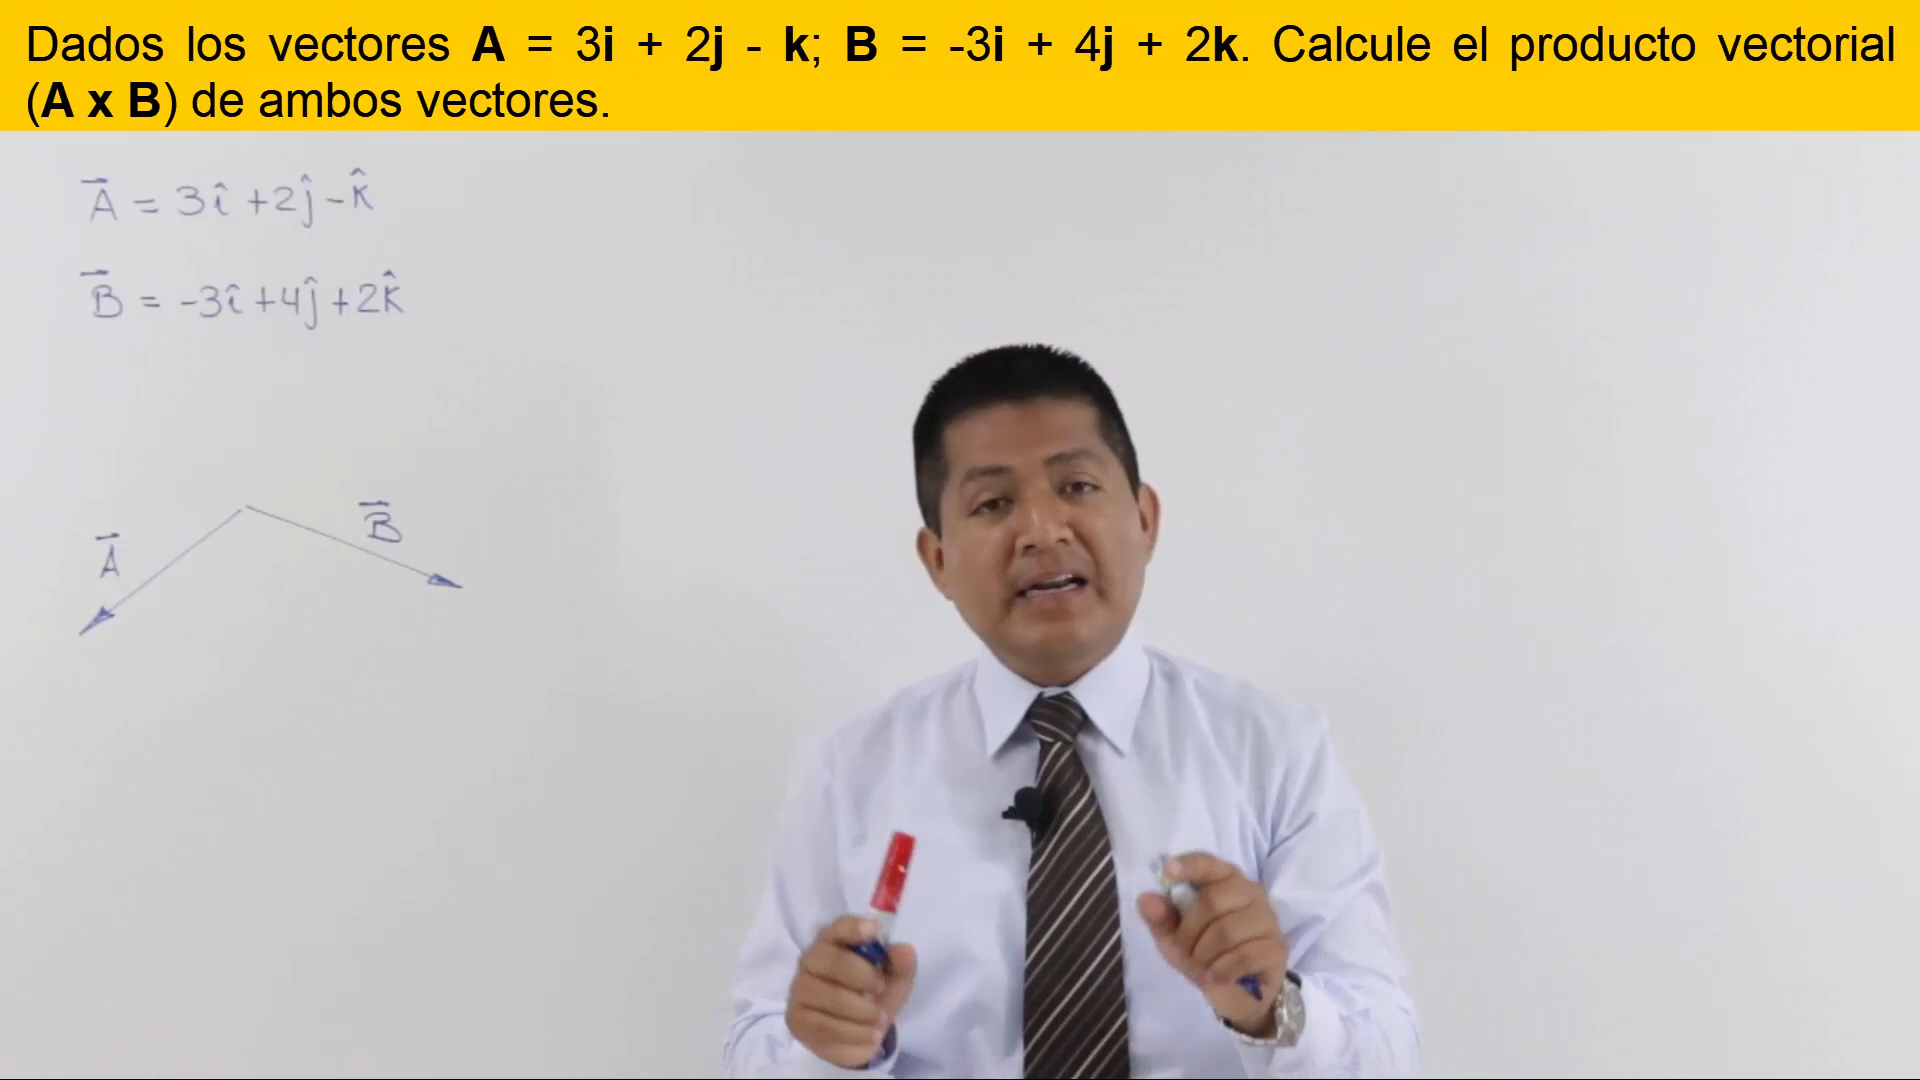 Dados los vectores A = 3i + 2j - k; B = -3i + 4j + 2k. Calcule el producto vectorial
(A x B) de ambos vectores.
A⃗ = 3î + 2ĵ - k̂
B⃗ = -3î + 4ĵ + 2k̂
B⃗
A⃗